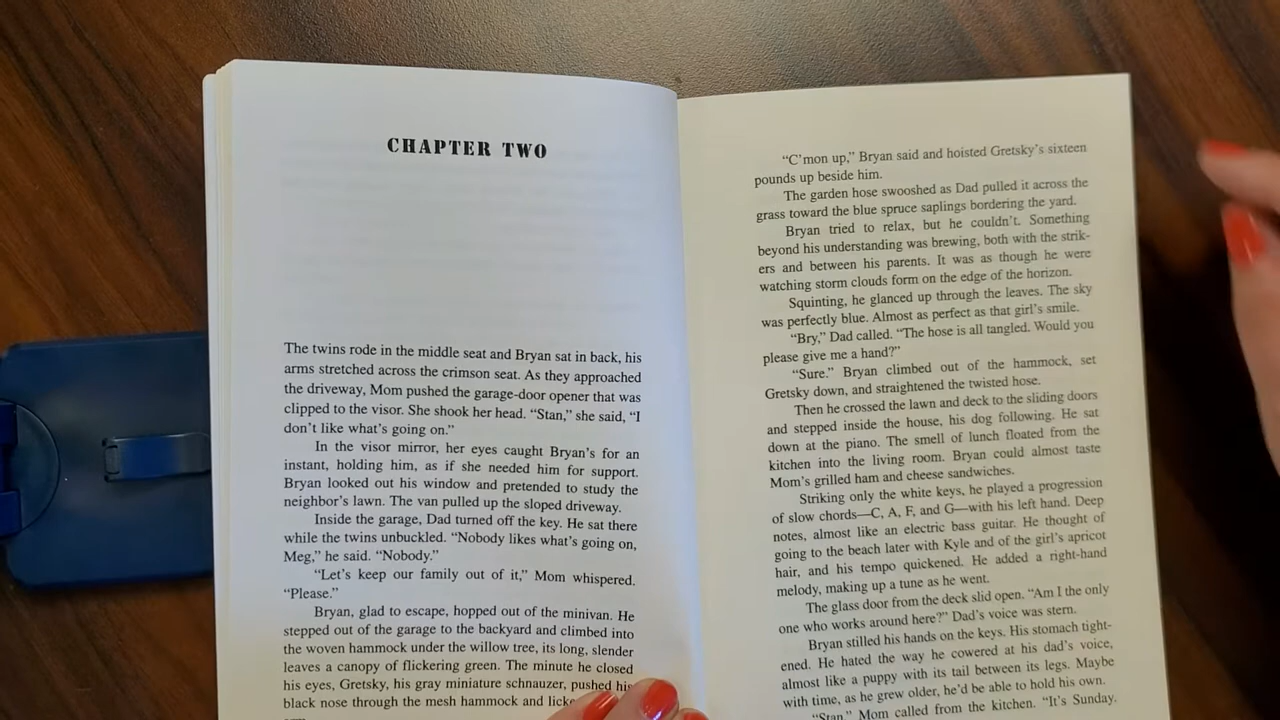 CHAPTER TWO
The twins rode in the middle seat and Bryan sat in back, his
arms stretched across the crimson seat. As they approached
the driveway, Mom pushed the garage-door opener that was
clipped to the visor. She shook her head. “Stan,” she said, “I
don’t like what’s going on.”
In the visor mirror, her eyes caught Bryan’s for an
instant, holding him, as if she needed him for support.
Bryan looked out his window and pretended to study the
neighbor’s lawn. The van pulled up the sloped driveway.
Inside the garage, Dad turned off the key. He sat there
while the twins unbuckled. “Nobody likes what’s going on,
Meg,” he said. “Nobody.”
“Let’s keep our family out of it,” Mom whispered.
“Please.”
Bryan, glad to escape, hopped out of the minivan. He
stepped out of the garage to the backyard and climbed into
the woven hammock under the willow tree, its long, slender
leaves a canopy of flickering green. The minute he closed
his eyes, Gretsky, his gray miniature schnauzer, pushed his
black nose through the mesh hammock and
“C’mon up,” Bryan said and hoisted Gretsky’s sixteen
pounds up beside him.
The garden hose swooshed as Dad pulled it across the
grass toward the blue spruce saplings bordering the yard.
Bryan tried to relax, but he couldn’t. Something
beyond his understanding was brewing, both with the strik-
ers and between his parents. It was as though he were
watching storm clouds form on the edge of the horizon.
Squinting, he glanced up through the leaves. The sky
was perfectly blue. Almost as perfect as that girl’s smile.
“Bry,” Dad called. “The hose is all tangled. Would you
please give me a hand?”
“Sure.” Bryan climbed out of the hammock, set
Gretsky down, and straightened the twisted hose.
Then he crossed the lawn and deck to the sliding doors
and stepped inside the house, his dog following. He sat
down at the piano. The smell of lunch floated from the
kitchen into the living room. Bryan could almost taste
Mom’s grilled ham and cheese sandwiches.
Striking only the white keys, he played a progression
of slow chords—C, A, F, and G—with his left hand. Deep
notes, almost like an electric bass guitar. He thought of
going to the beach later with Kyle and of the girl’s apricot
hair, and his tempo quickened. He added a right-hand
melody, making up a tune as he went.
The glass door from the deck slid open. “Am I the only
one who works around here?” Dad’s voice was stern.
Bryan stilled his hands on the keys. His stomach tight-
ened. He hated the way he cowered at his dad’s voice,
almost like a puppy with its tail between its legs. Maybe
with time, as he grew older, he’d be able to hold his own.
“Stan,” Mom called from the kitchen. “It’s Sunday.